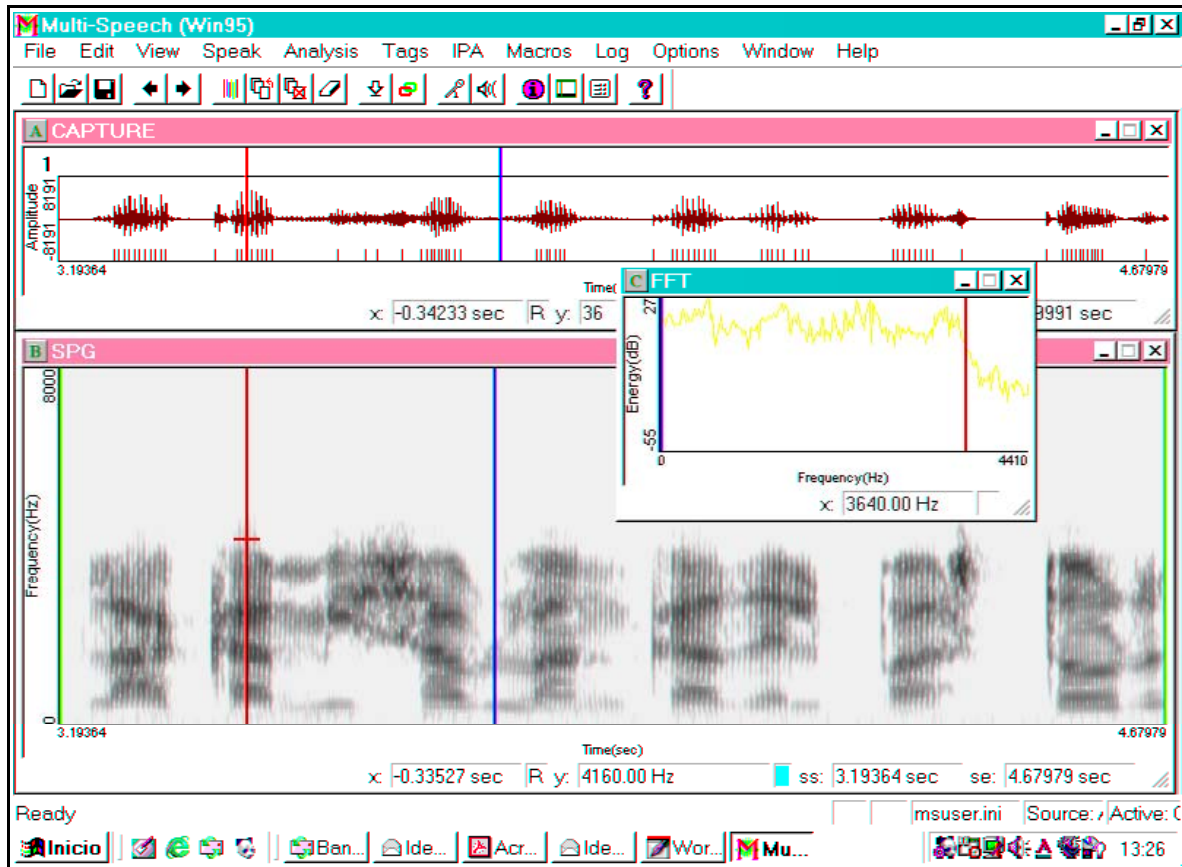 Multi-Speech (Win95)
File Edit View Speak Analysis Tags IPA Macros Log Options Window Help
A CAPTURE
1
Amplitude
-8191 8191
3.19364
4.67979
Time(
x: -0.34233 sec R y: 36
9991 sec
C FFT
27
Energy(dB)
-55
0
4410
Frequency(Hz)
x: 3640.00 Hz
B SPG
8000
Frequency(Hz)
0
3.19364
4.67979
Time(sec)
x: -0.33527 sec R y: 4160.00 Hz ss: 3.19364 sec se: 4.67979 sec
Ready
msuser.ini Source: Active:
Inicio Ban... Ide... Acr... Ide... Wor... Mu... 13:26